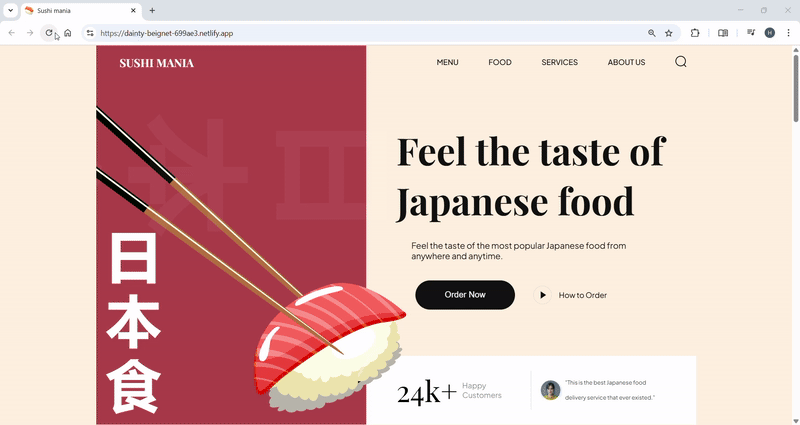 Sushi mania
https://dainty-beignet-699ae3.netlify.app
H
SUSHI MANIA
MENU
FOOD
SERVICES
ABOUT US
日本
Feel the taste of
Japanese food
Feel the taste of the most popular Japanese food from
anywhere and anytime.
Order Now
How to Order
日
本
食
24k+
Happy
Customers
"This is the best Japanese food
delivery service that ever existed."